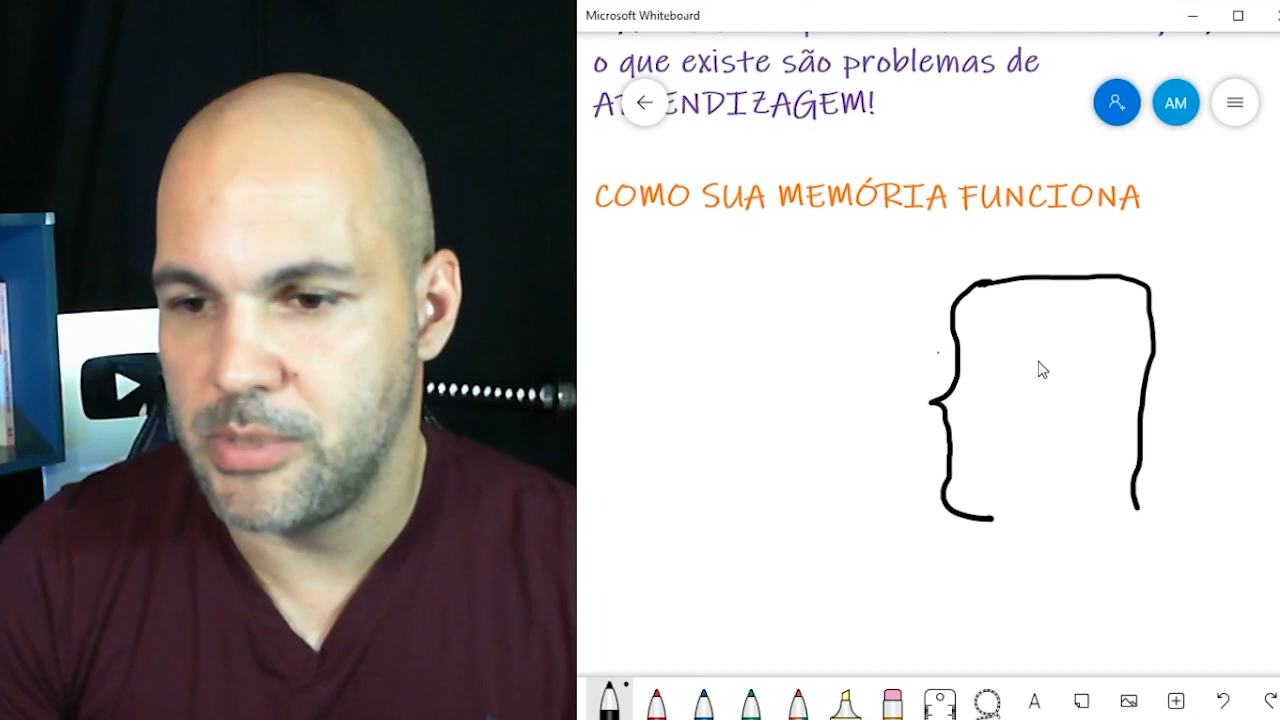 Microsoft Whiteboard
o que existe são problemas de
ENDIZAGEM!
AM
COMO SUA MEMÓRIA FUNCIONA
A